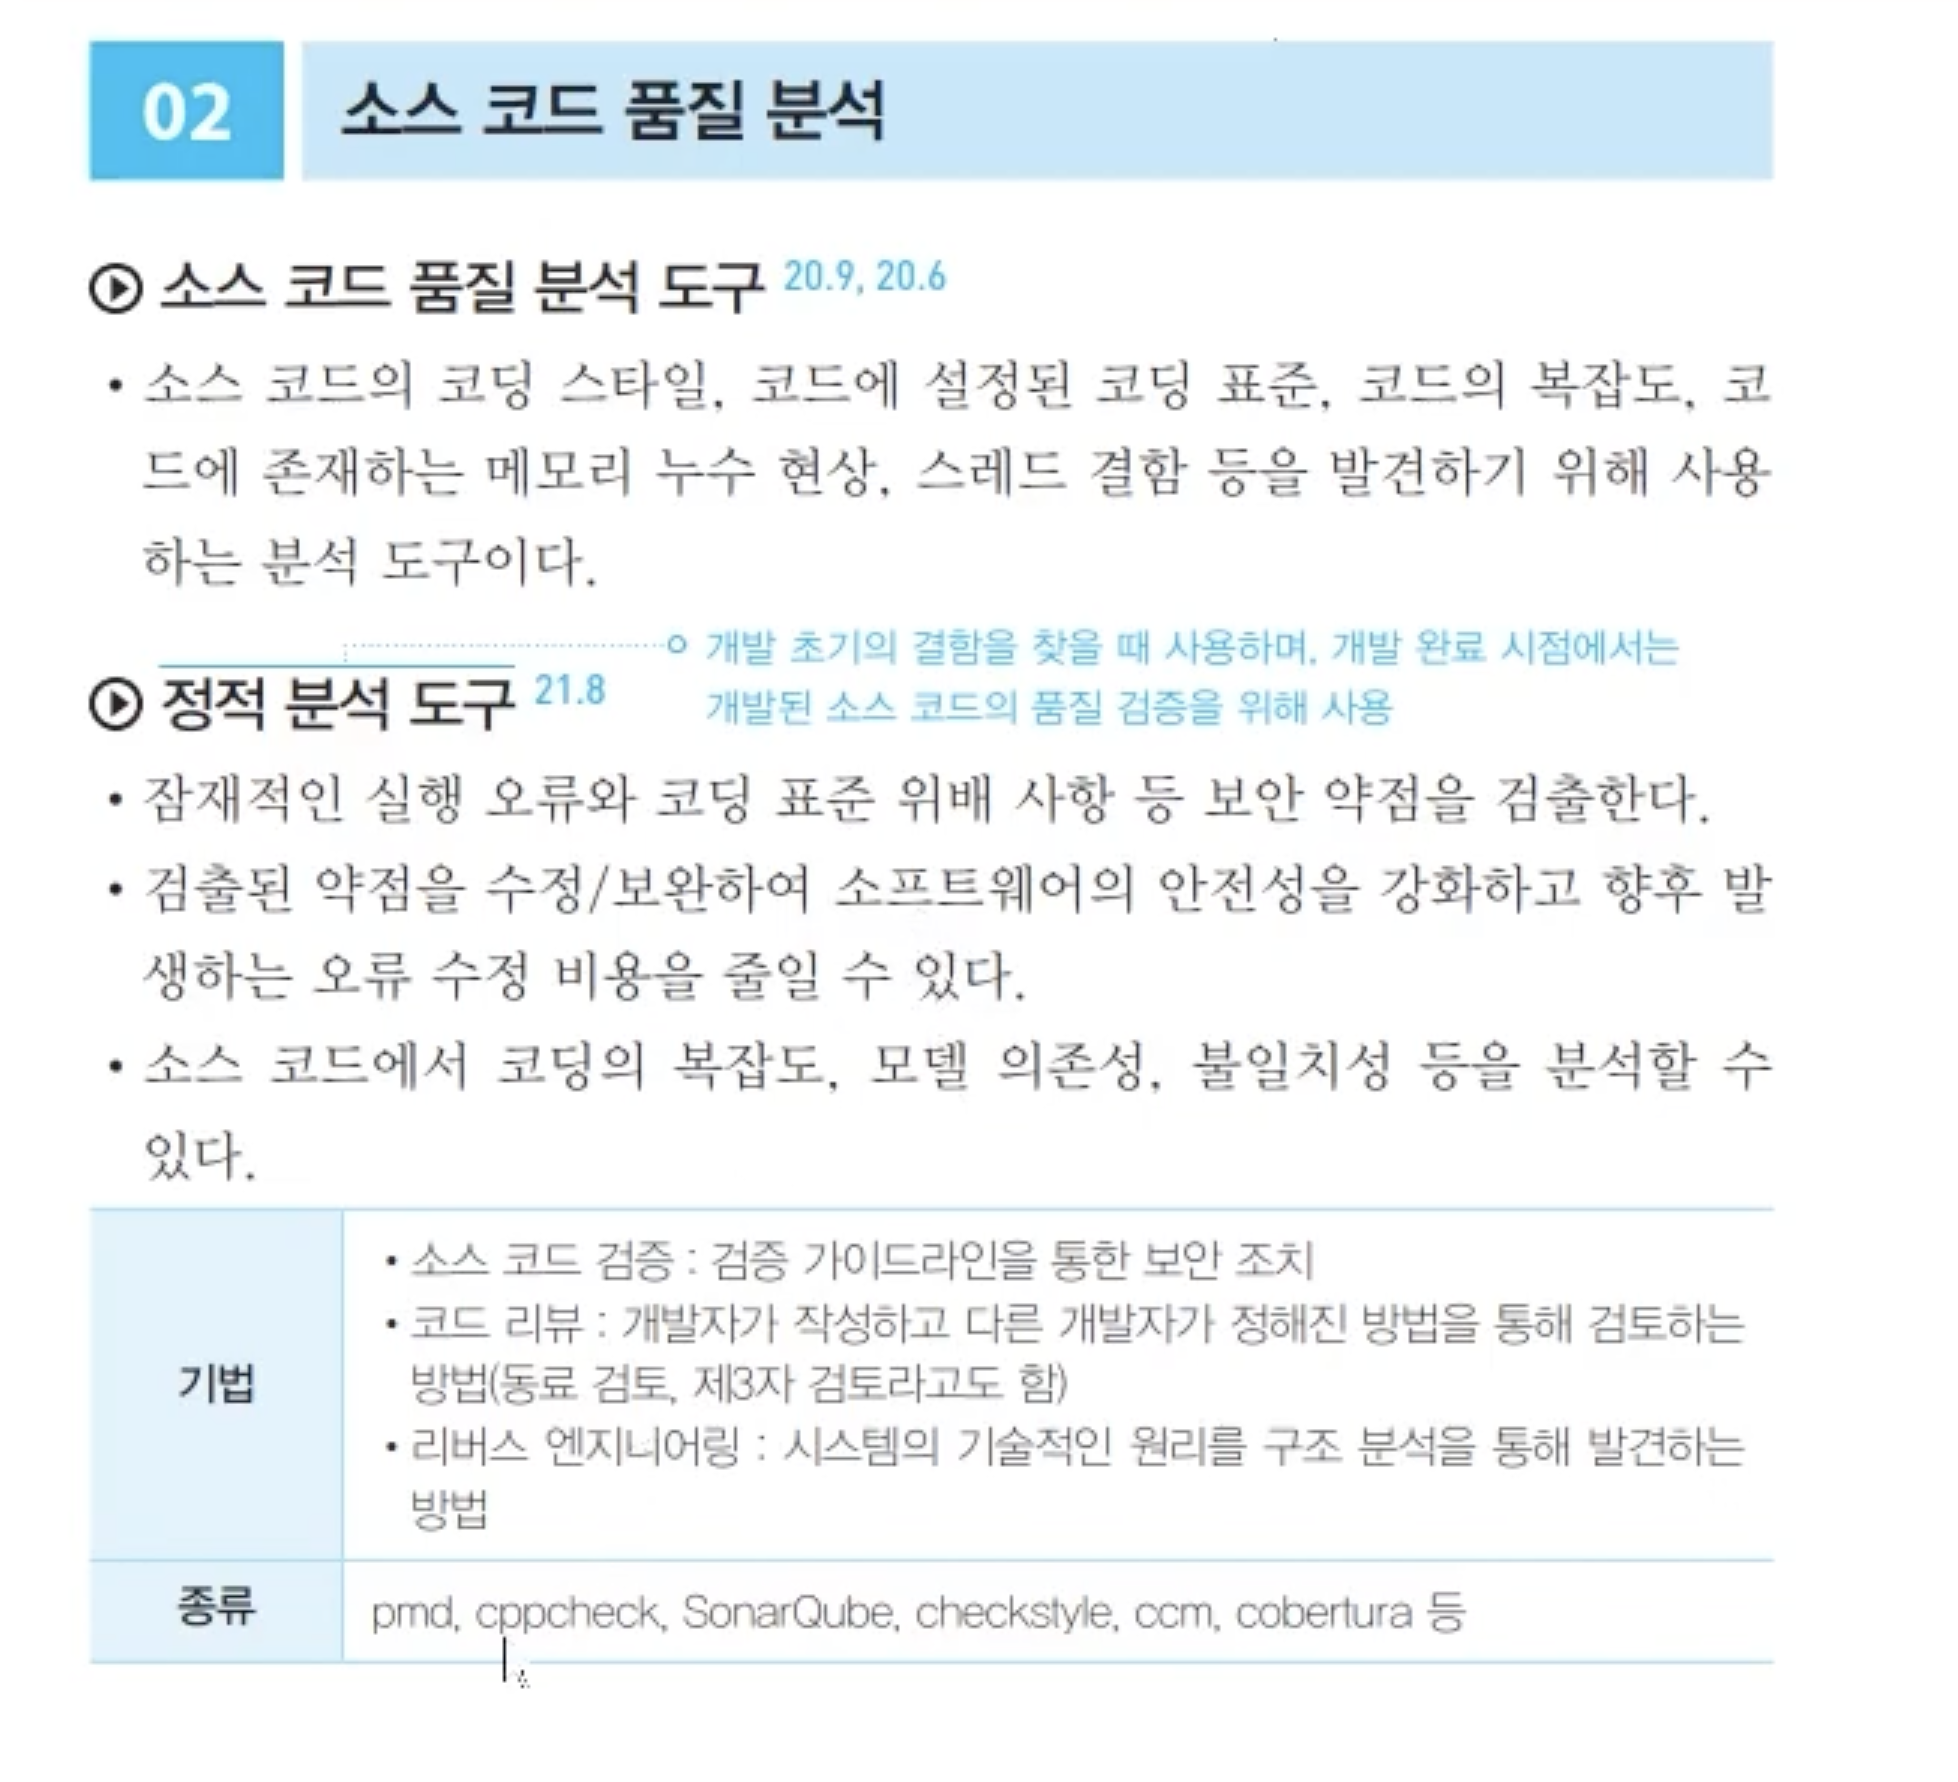 02 소스 코드 품질 분석
소스 코드 품질 분석 도구 20.9, 20.6
• 소스 코드의 코딩 스타일, 코드에 설정된 코딩 표준, 코드의 복잡도, 코
드에 존재하는 메모리 누수 현상, 스레드 결함 등을 발견하기 위해 사용
하는 분석 도구이다.
정적 분석 도구 21.8
개발 초기의 결함을 찾을 때 사용하며, 개발 완료 시점에서는
개발된 소스 코드의 품질 검증을 위해 사용
• 잠재적인 실행 오류와 코딩 표준 위배 사항 등 보안 약점을 검출한다.
• 검출된 약점을 수정/보완하여 소프트웨어의 안전성을 강화하고 향후 발
생하는 오류 수정 비용을 줄일 수 있다.
• 소스 코드에서 코딩의 복잡도, 모델 의존성, 불일치성 등을 분석할 수
있다.
기법
• 소스 코드 검증 : 검증 가이드라인을 통한 보안 조치
• 코드 리뷰 : 개발자가 작성하고 다른 개발자가 정해진 방법을 통해 검토하는
방법(동료 검토, 제3자 검토라고도 함)
• 리버스 엔지니어링 : 시스템의 기술적인 원리를 구조 분석을 통해 발견하는
방법
종류
pmd, cppcheck, SonarQube, checkstyle, ccm, cobertura 등